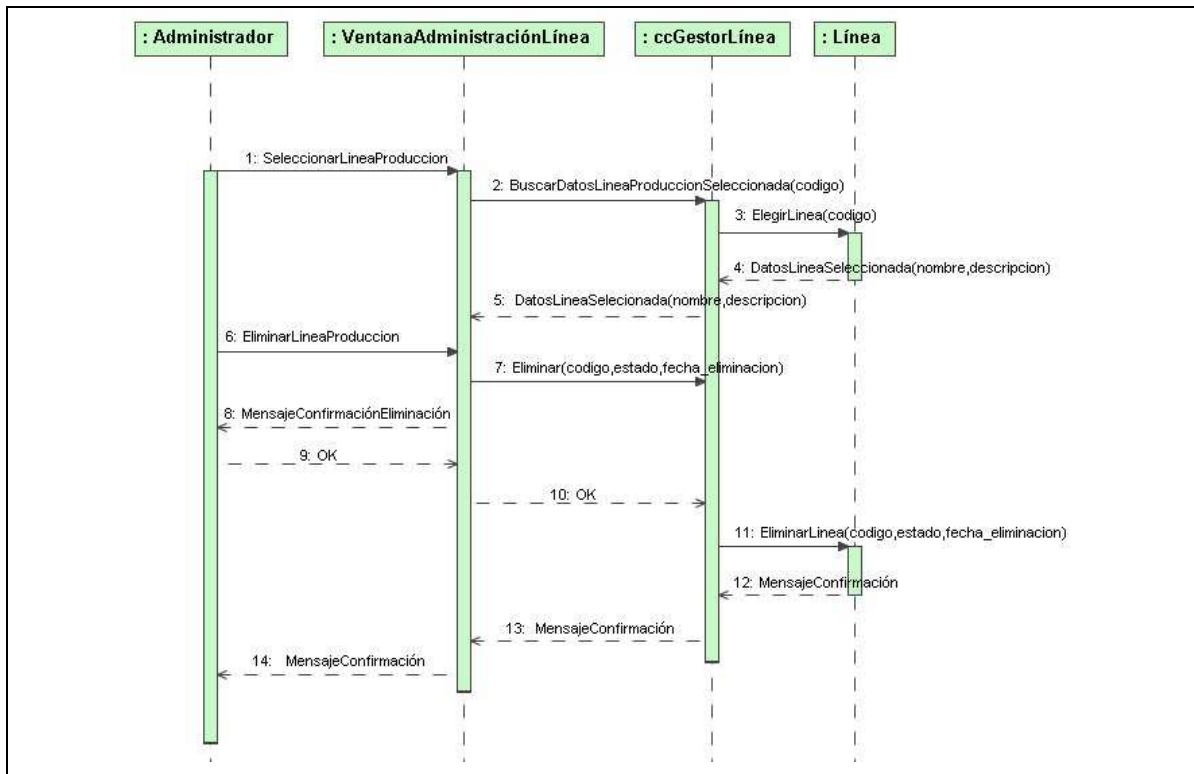 : Administrador
: VentanaAdministraciónLínea
: ccGestorLínea
: Línea
1: SeleccionarLineaProduccion
2: BuscarDatosLineaProduccionSeleccionada(codigo)
3: ElegirLinea(codigo)
4: DatosLineaSeleccionada(nombre,descripcion)
5: DatosLineaSelecionada(nombre,descripcion)
6: EliminarLineaProduccion
7: Eliminar(codigo,estado,fecha_eliminacion)
8: MensajeConfirmaciónEliminación
9: OK
10: OK
11: EliminarLinea(codigo,estado,fecha_eliminacion)
12: MensajeConfirmación
13: MensajeConfirmación
14: MensajeConfirmación